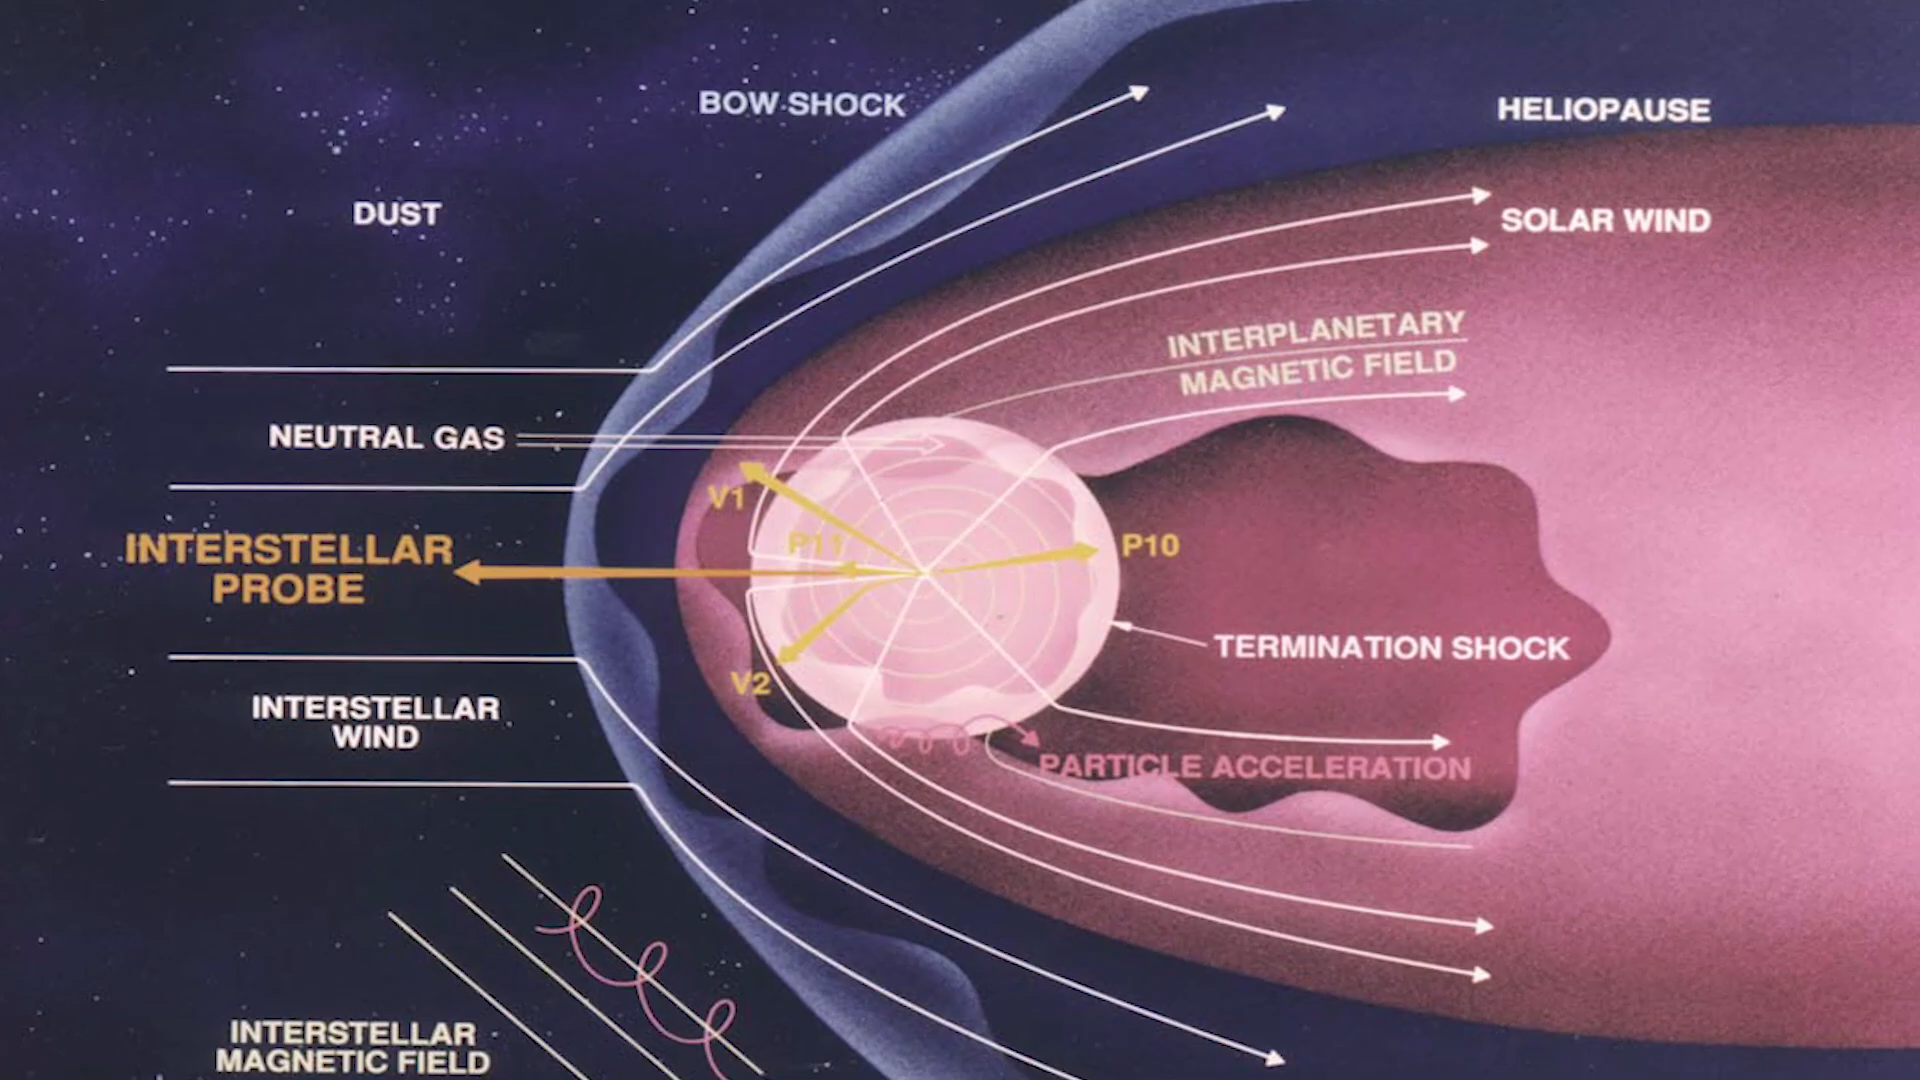 BOW SHOCK
HELIOPAUSE
DUST
SOLAR WIND
INTERPLANETARY
MAGNETIC FIELD
NEUTRAL GAS
V1
INTERSTELLAR
PROBE
P11
P10
TERMINATION SHOCK
V2
INTERSTELLAR
WIND
PARTICLE ACCELERATION
INTERSTELLAR
MAGNETIC FIELD